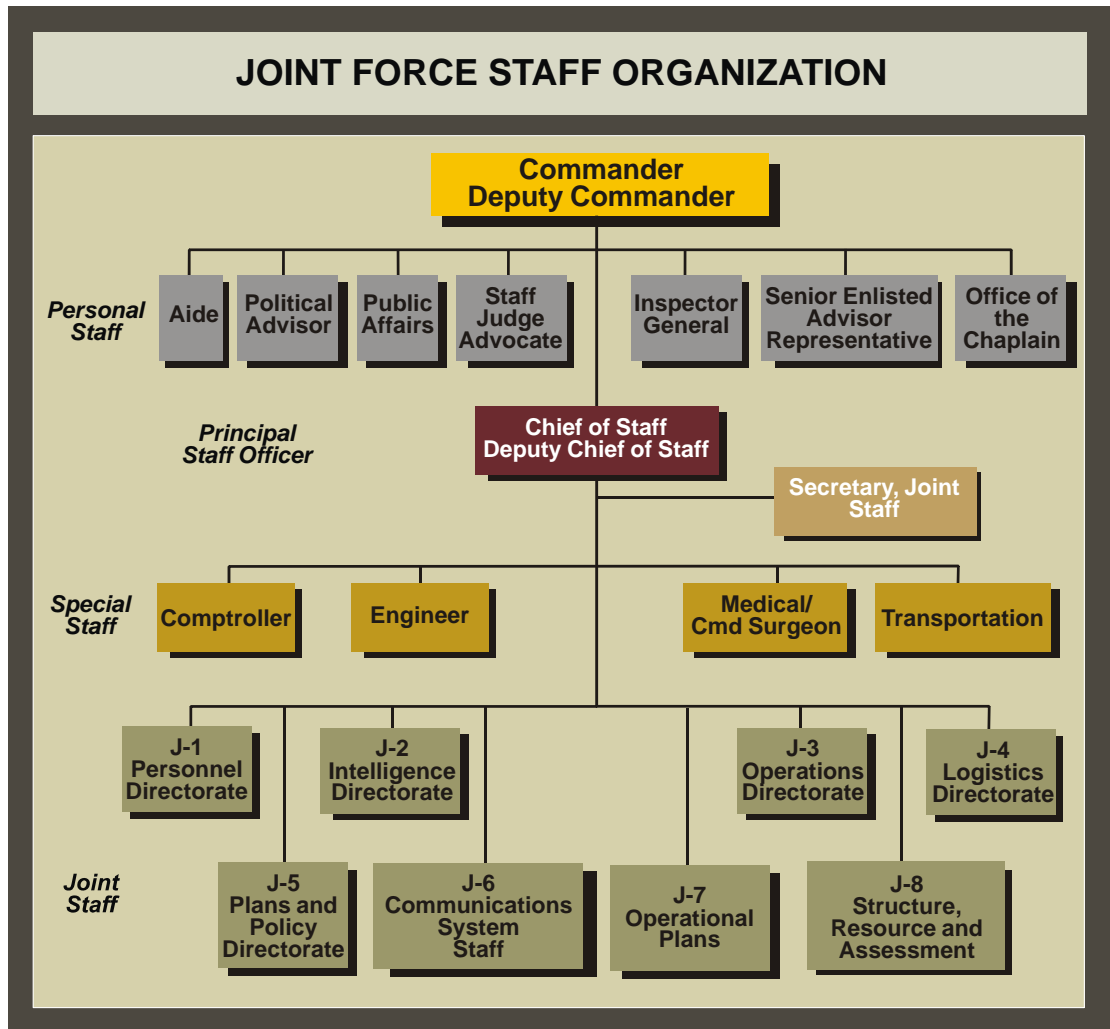 JOINT FORCE STAFF ORGANIZATION
Commander
Deputy Commander
Personal
Staff
Aide
Political
Advisor
Public
Affairs
Staff
Judge
Advocate
Inspector
General
Senior Enlisted
Advisor
Representative
Office of
the
Chaplain
Principal
Staff Officer
Chief of Staff
Deputy Chief of Staff
Secretary, Joint
Staff
Special
Staff
Comptroller
Engineer
Medical/
Cmd Surgeon
Transportation
J-1
Personnel
Directorate
J-2
Intelligence
Directorate
J-3
Operations
Directorate
J-4
Logistics
Directorate
Joint
Staff
J-5
Plans and
Policy
Directorate
J-6
Communications
System
Staff
J-7
Operational
Plans
J-8
Structure,
Resource and
Assessment